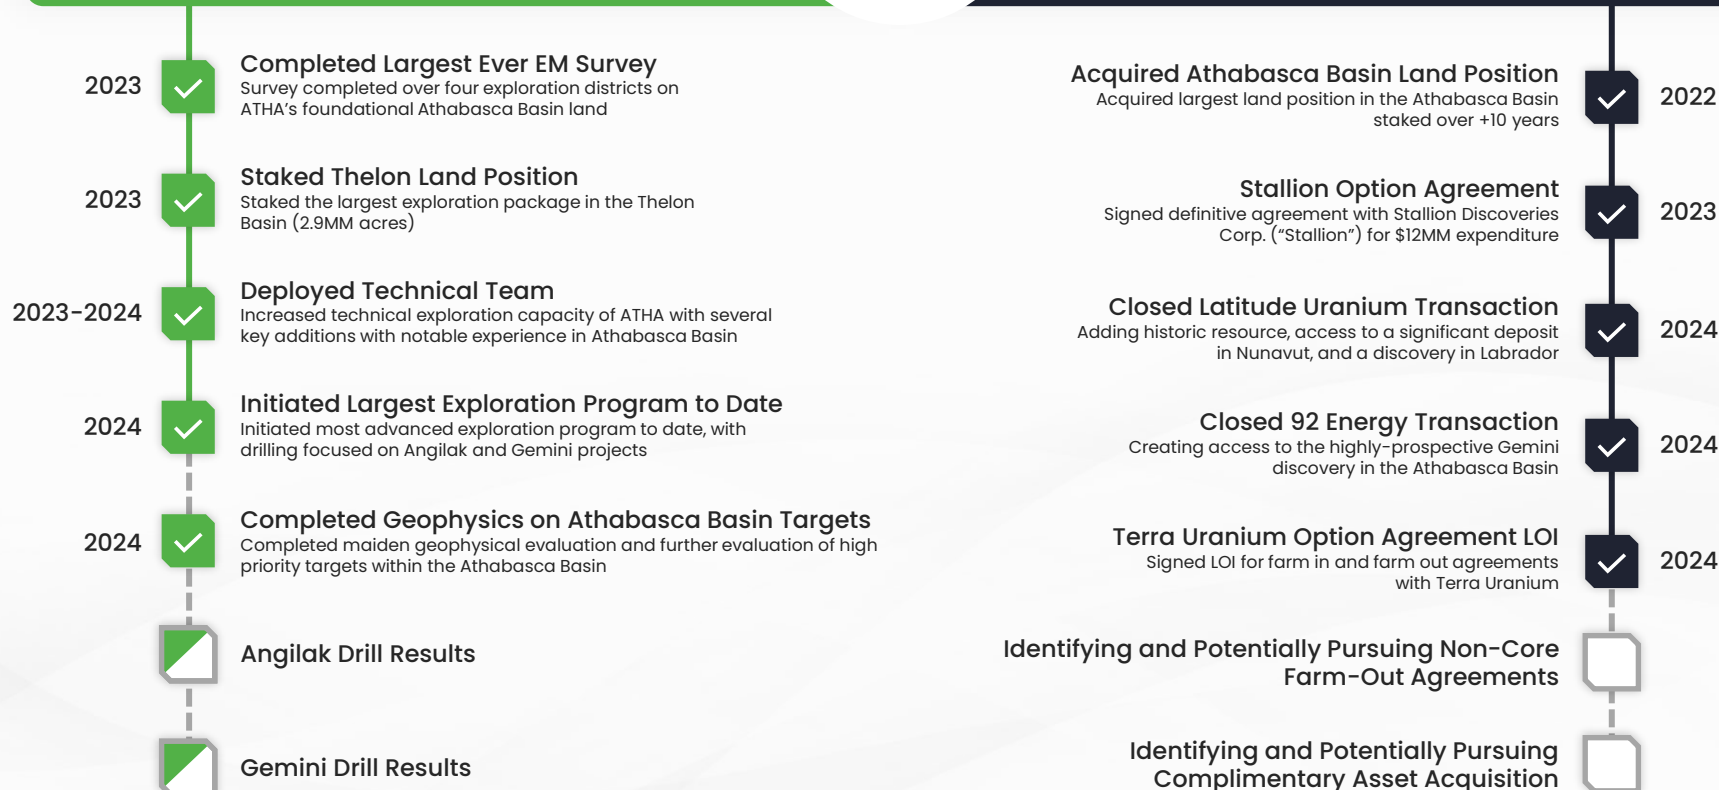 2023
Completed Largest Ever EM Survey
Survey completed over four exploration districts on
ATHA’s foundational Athabasca Basin land
2023
Staked Thelon Land Position
Staked the largest exploration package in the Thelon
Basin (2.9MM acres)
2023-2024
Deployed Technical Team
Increased technical exploration capacity of ATHA with several
key additions with notable experience in Athabasca Basin
2024
Initiated Largest Exploration Program to Date
Initiated most advanced exploration program to date, with
drilling focused on Angilak and Gemini projects
2024
Completed Geophysics on Athabasca Basin Targets
Completed maiden geophysical evaluation and further evaluation of high
priority targets within the Athabasca Basin
Angilak Drill Results
Gemini Drill Results
Acquired Athabasca Basin Land Position
Acquired largest land position in the Athabasca Basin
staked over +10 years
2022
Stallion Option Agreement
Signed definitive agreement with Stallion Discoveries
Corp. (“Stallion”) for $12MM expenditure
2023
Closed Latitude Uranium Transaction
Adding historic resource, access to a significant deposit
in Nunavut, and a discovery in Labrador
2024
Closed 92 Energy Transaction
Creating access to the highly-prospective Gemini
discovery in the Athabasca Basin
2024
Terra Uranium Option Agreement LOI
Signed LOI for farm in and farm out agreements
with Terra Uranium
2024
Identifying and Potentially Pursuing Non-Core
Farm-Out Agreements
Identifying and Potentially Pursuing
Complimentary Asset Acquisition